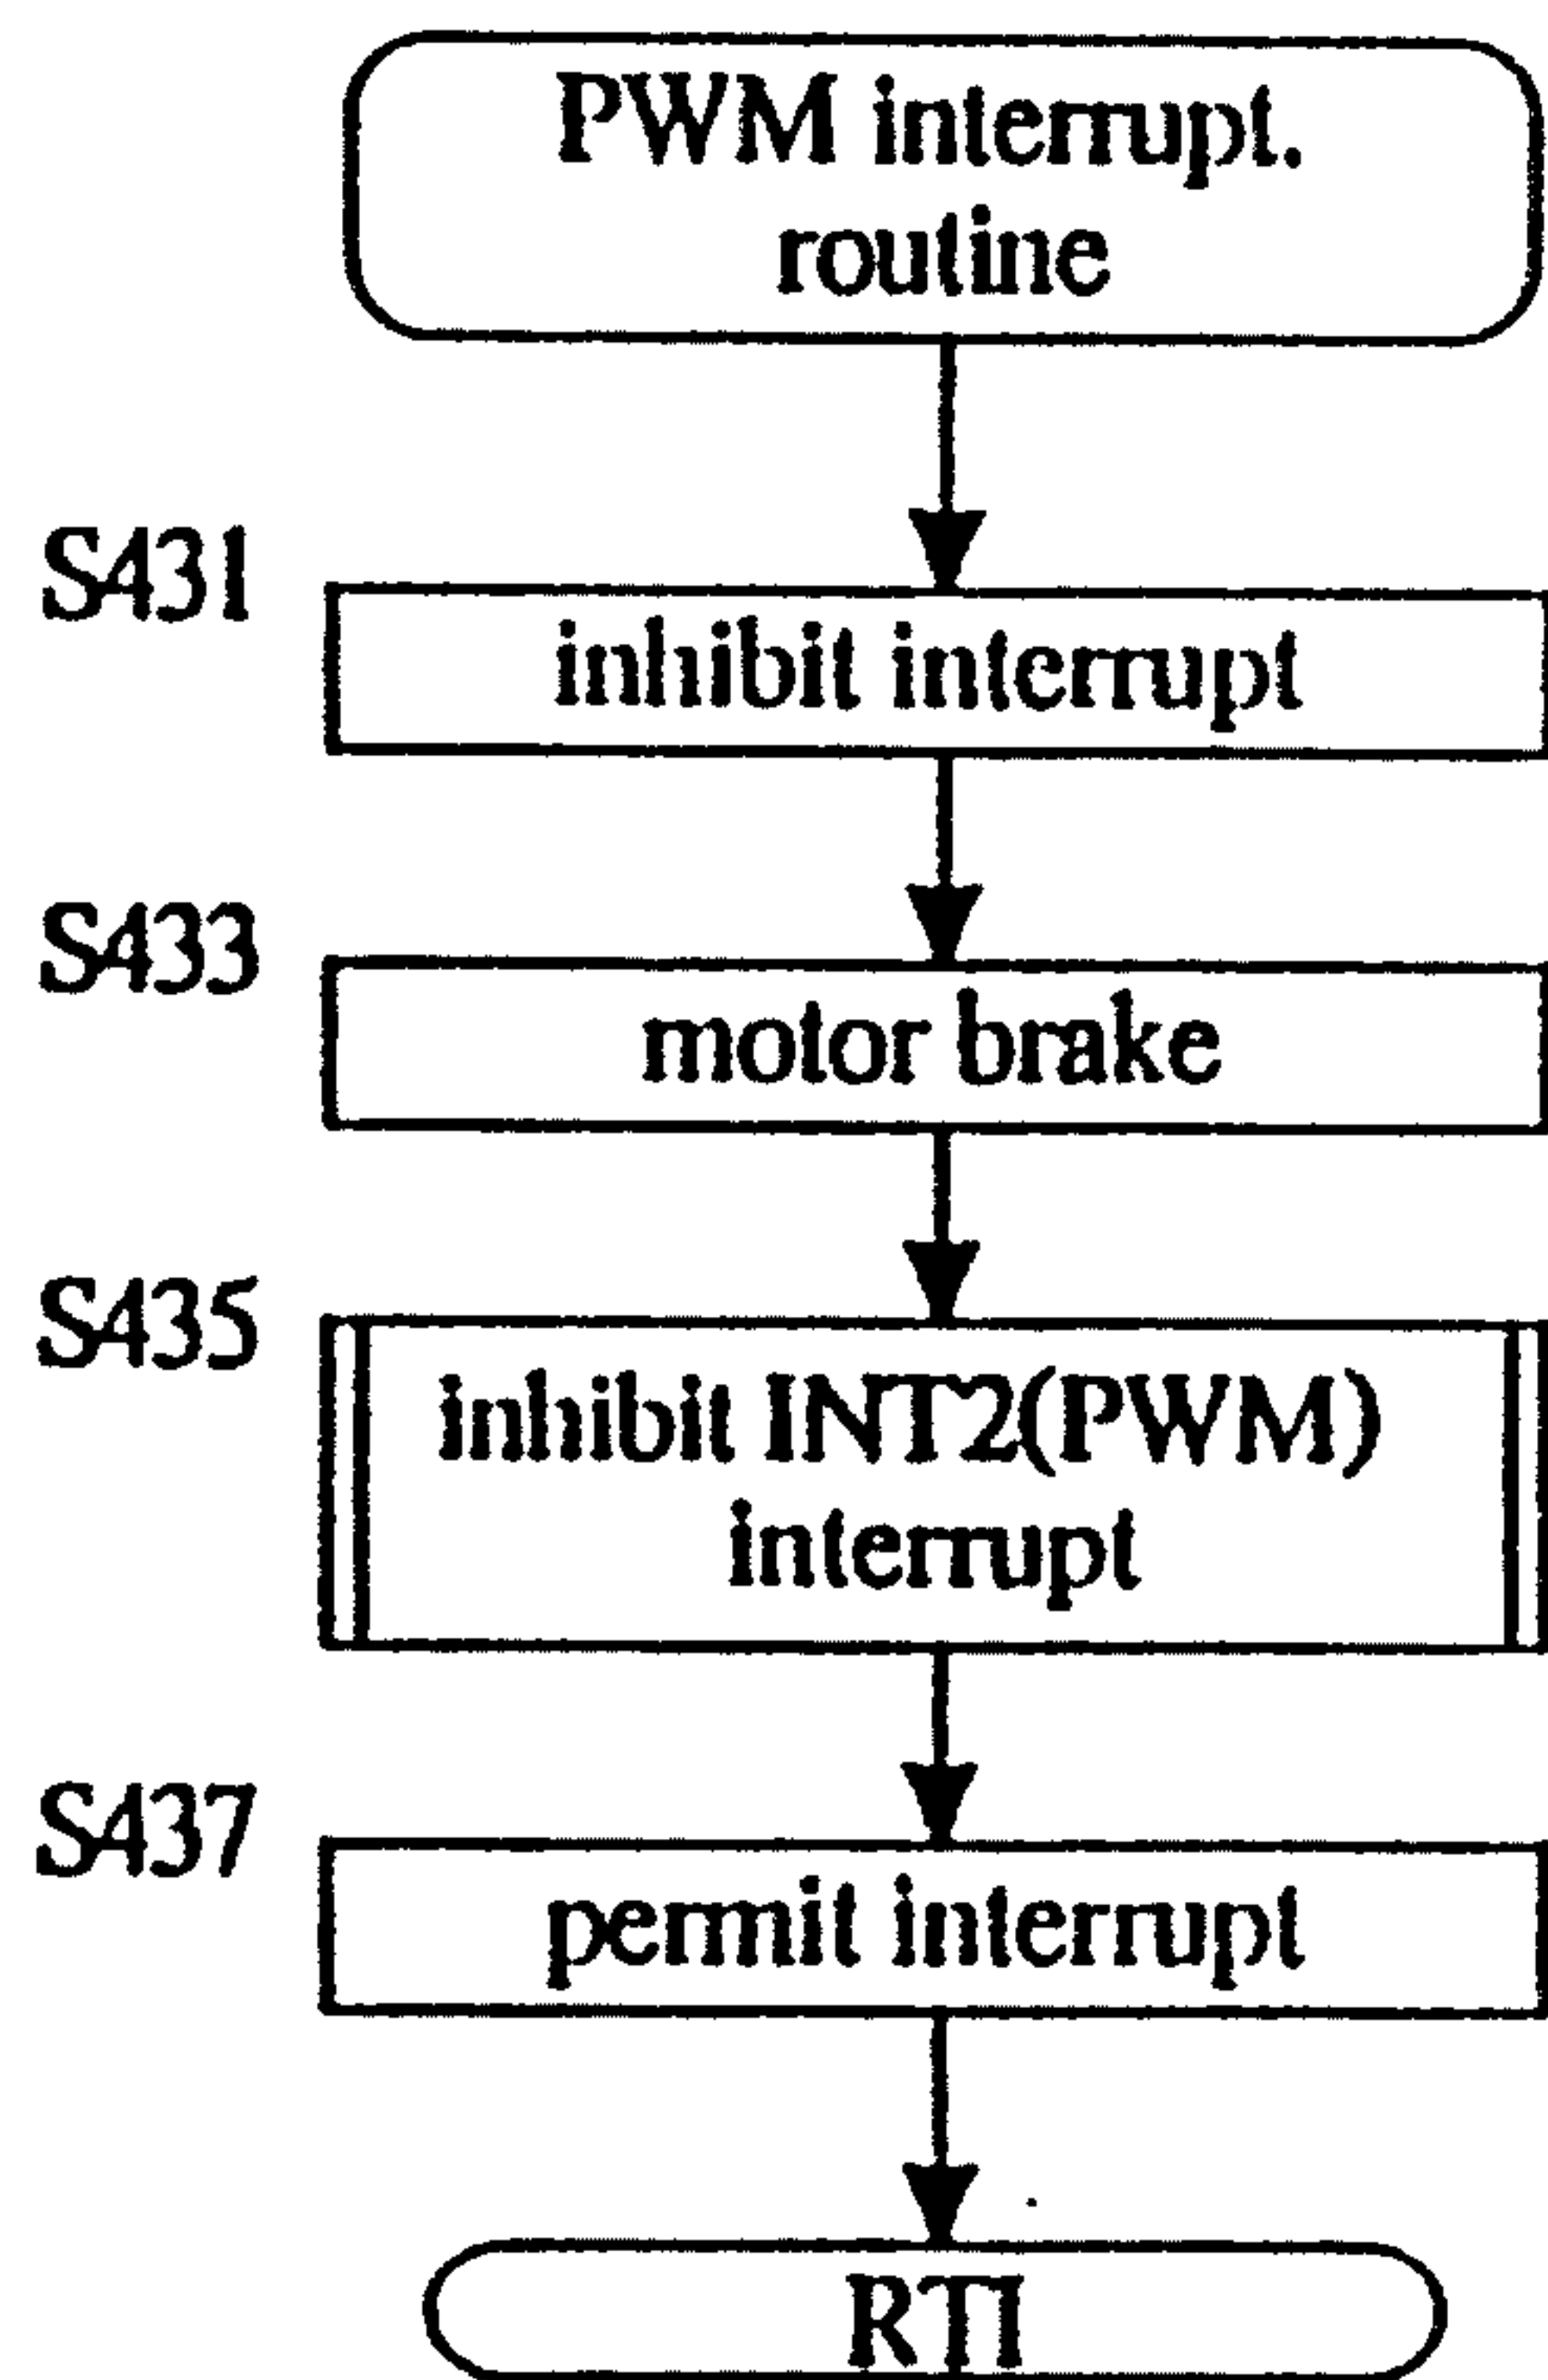 PWM interrupt.
routine
S431
inhibit interrupt
S433
motor brake
S435
inhibit INT2(PWM)
interrupt
S437
permit interrupt
RTI